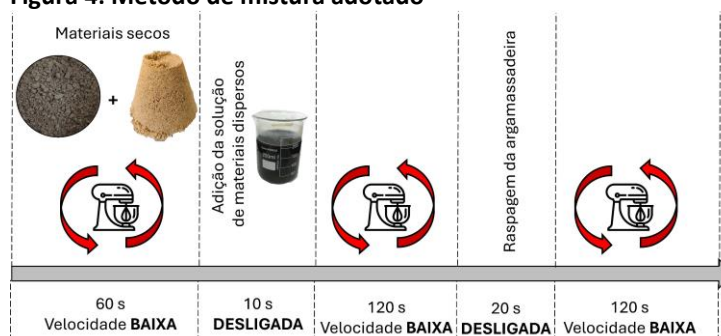 Figura 4. Método de mistura adotado
Materiais secos
+
Adição da solução
de materiais dispersos
Raspagem da argamassadeira
60 s
Velocidade BAIXA
10 s
DESLIGADA
120 s
Velocidade BAIXA
20 s
DESLIGADA
120 s
Velocidade BAIXA